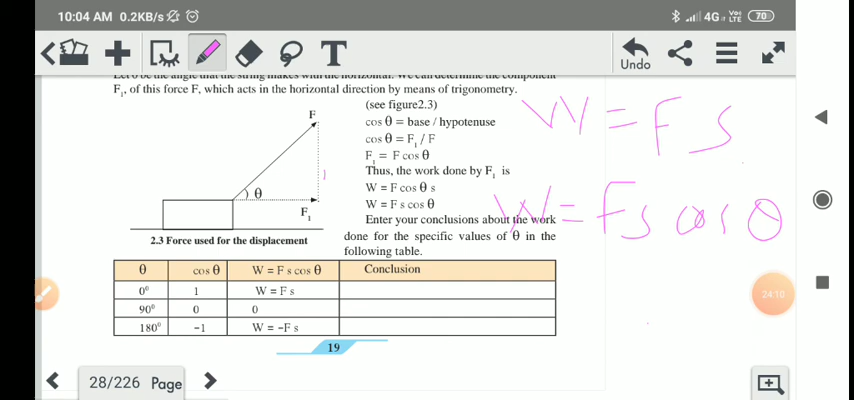 10:04 AM 0.2KB/s 4G VoLTE 70
T
Undo
F₁, of this force F, which acts in the horizontal direction by means of trigonometry.
(see figure2.3)
cos θ = base / hypotenuse
cos θ = F₁ / F
F₁ = F cos θ
Thus, the work done by F₁ is
W = F cos θ s
W = F s cos θ
Enter your conclusions about the work
done for the specific values of θ in the
following table.
F
θ
F₁
2.3 Force used for the displacement
W = F s
W = Fs cos θ
θ cos θ W = F s cos θ Conclusion
0° 1 W = F s
90° 0 0
180° -1 W = -F s
19
24:10
28/226 Page